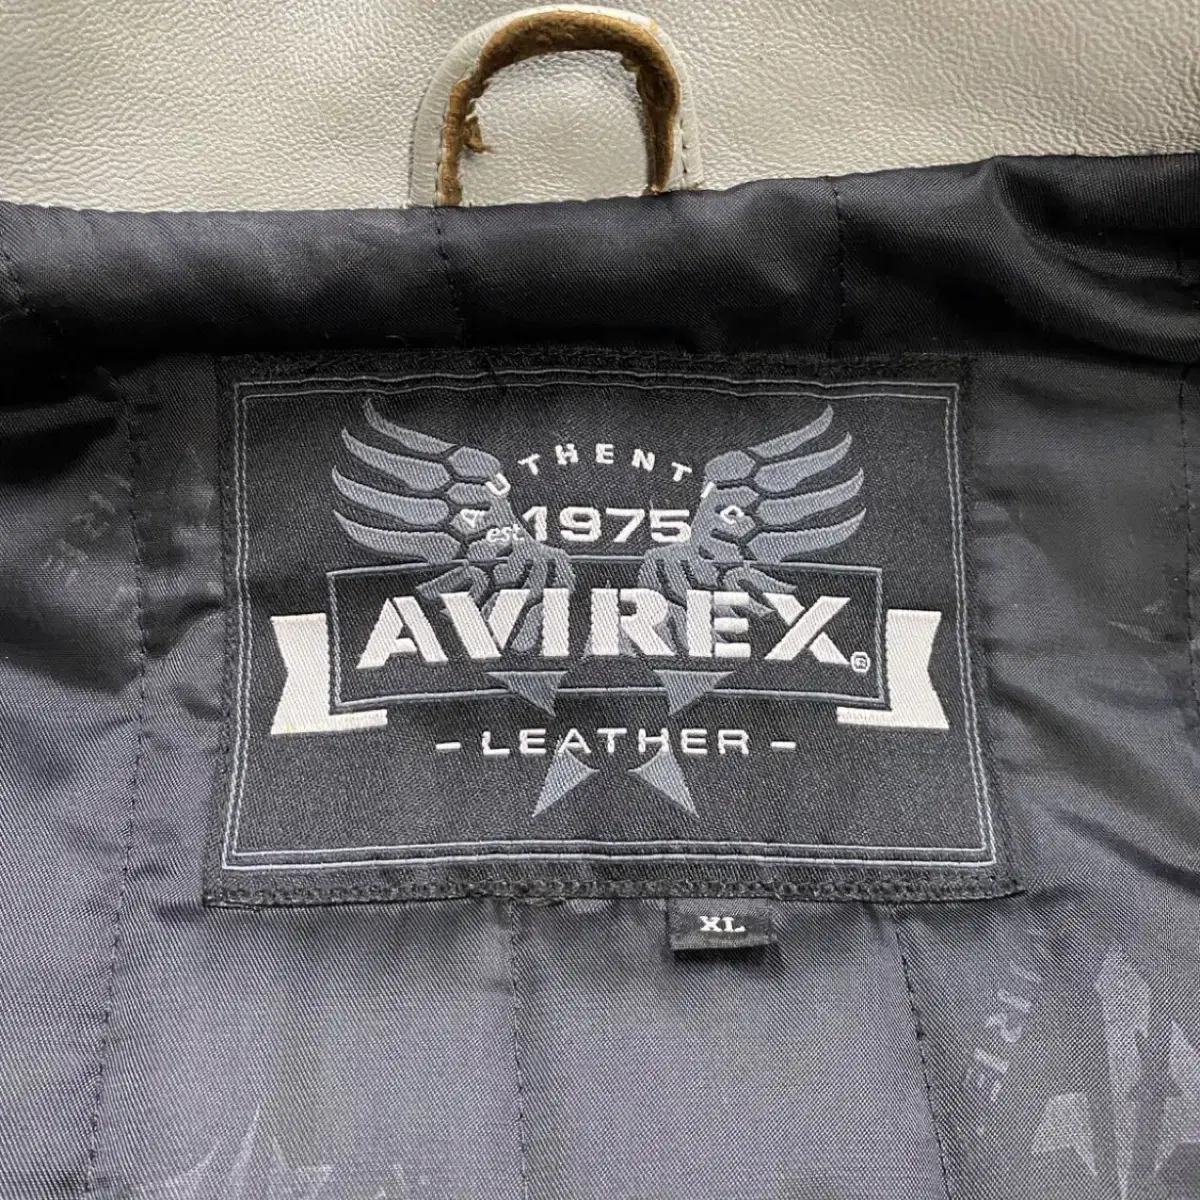 AUTHENTIC
est. 1975
AVIREX®
- LEATHER -
XL